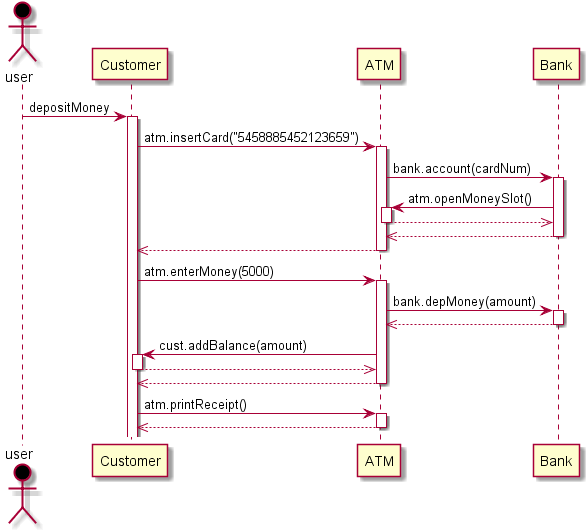 user
Customer
ATM
Bank
depositMoney
atm.insertCard("5458885452123659")
bank.account(cardNum)
atm.openMoneySlot()
atm.enterMoney(5000)
bank.depMoney(amount)
cust.addBalance(amount)
atm.printReceipt()
user
Customer
ATM
Bank